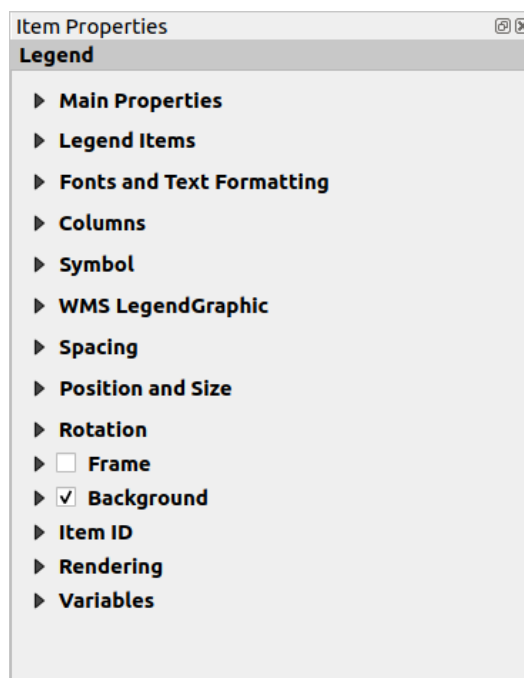 Item Properties
Legend
Main Properties
Legend Items
Fonts and Text Formatting
Columns
Symbol
WMS LegendGraphic
Spacing
Position and Size
Rotation
Frame
Background
Item ID
Rendering
Variables